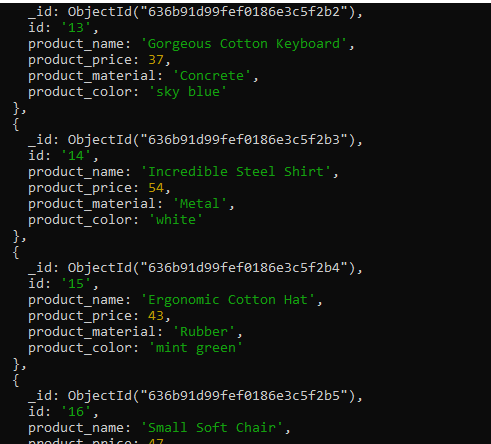 _id: ObjectId("636b91d99fef0186e3c5f2b2"),
id: '13',
product_name: 'Gorgeous Cotton Keyboard',
product_price: 37,
product_material: 'Concrete',
product_color: 'sky blue'
},
{
_id: ObjectId("636b91d99fef0186e3c5f2b3"),
id: '14',
product_name: 'Incredible Steel Shirt',
product_price: 54,
product_material: 'Metal',
product_color: 'white'
},
{
_id: ObjectId("636b91d99fef0186e3c5f2b4"),
id: '15',
product_name: 'Ergonomic Cotton Hat',
product_price: 43,
product_material: 'Rubber',
product_color: 'mint green'
},
{
_id: ObjectId("636b91d99fef0186e3c5f2b5"),
id: '16',
product_name: 'Small Soft Chair',
product_price: 47,